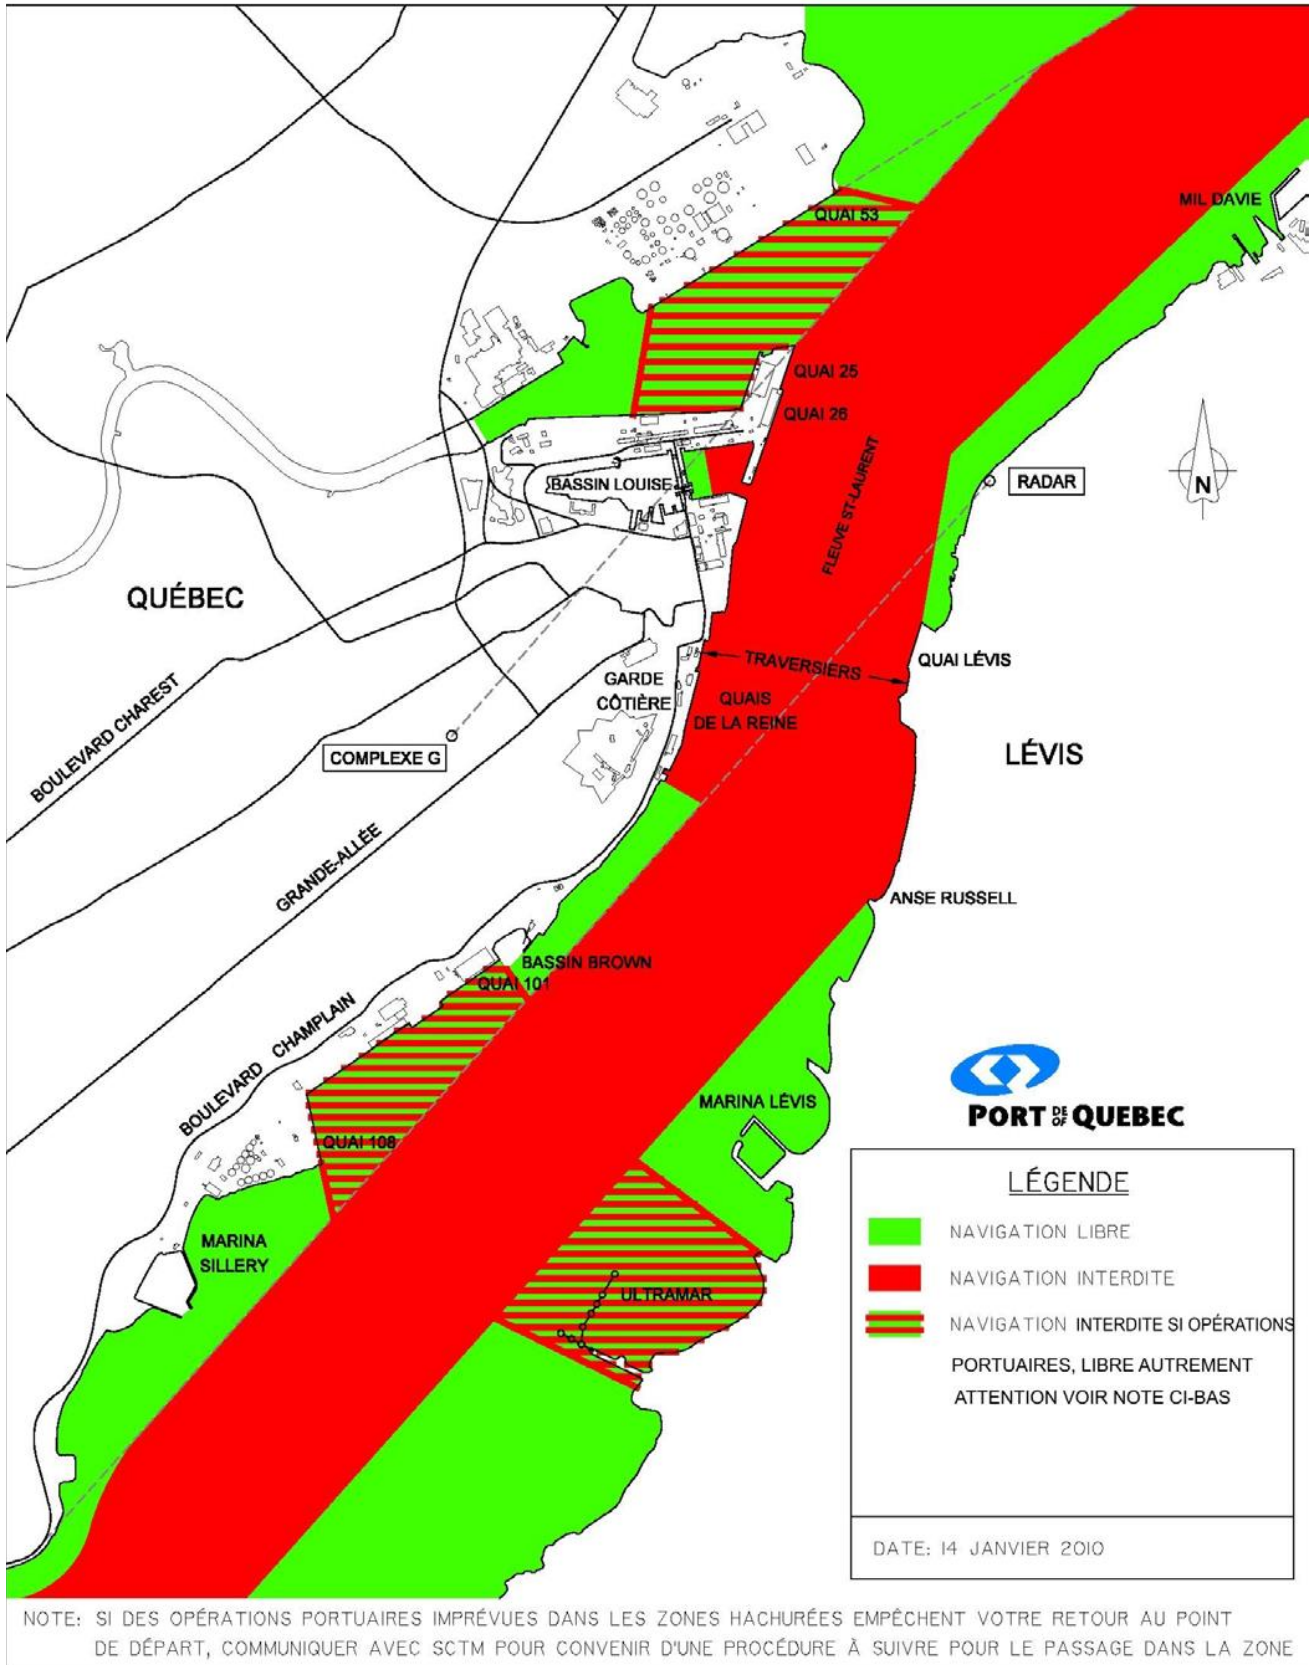 MIL DAVIE
QUAI 53
QUAI 25
QUAI 26
BASSIN LOUISE
FLEUVE ST-LAURENT
RADAR
N
QUÉBEC
TRAVERSIERS
QUAI LÉVIS
GARDE
CÔTIÈRE
QUAIS
DE LA REINE
BOULEVARD CHAREST
COMPLEXE G
LÉVIS
GRANDE-ALLÉE
ANSE RUSSELL
BASSIN BROWN
QUAI 101
BOULEVARD CHAMPLAIN
MARINA LÉVIS
QUAI 108
MARINA
SILLERY
ULTRAMAR
PORT DE OF QUEBEC
LÉGENDE
NAVIGATION LIBRE
NAVIGATION INTERDITE
NAVIGATION INTERDITE SI OPÉRATIONS
PORTUAIRES, LIBRE AUTREMENT
ATTENTION VOIR NOTE CI-BAS
DATE: 14 JANVIER 2010
NOTE: SI DES OPÉRATIONS PORTUAIRES IMPRÉVUES DANS LES ZONES HACHURÉES EMPÊCHENT VOTRE RETOUR AU POINT
DE DÉPART, COMMUNIQUER AVEC SCTM POUR CONVENIR D'UNE PROCÉDURE À SUIVRE POUR LE PASSAGE DANS LA ZONE